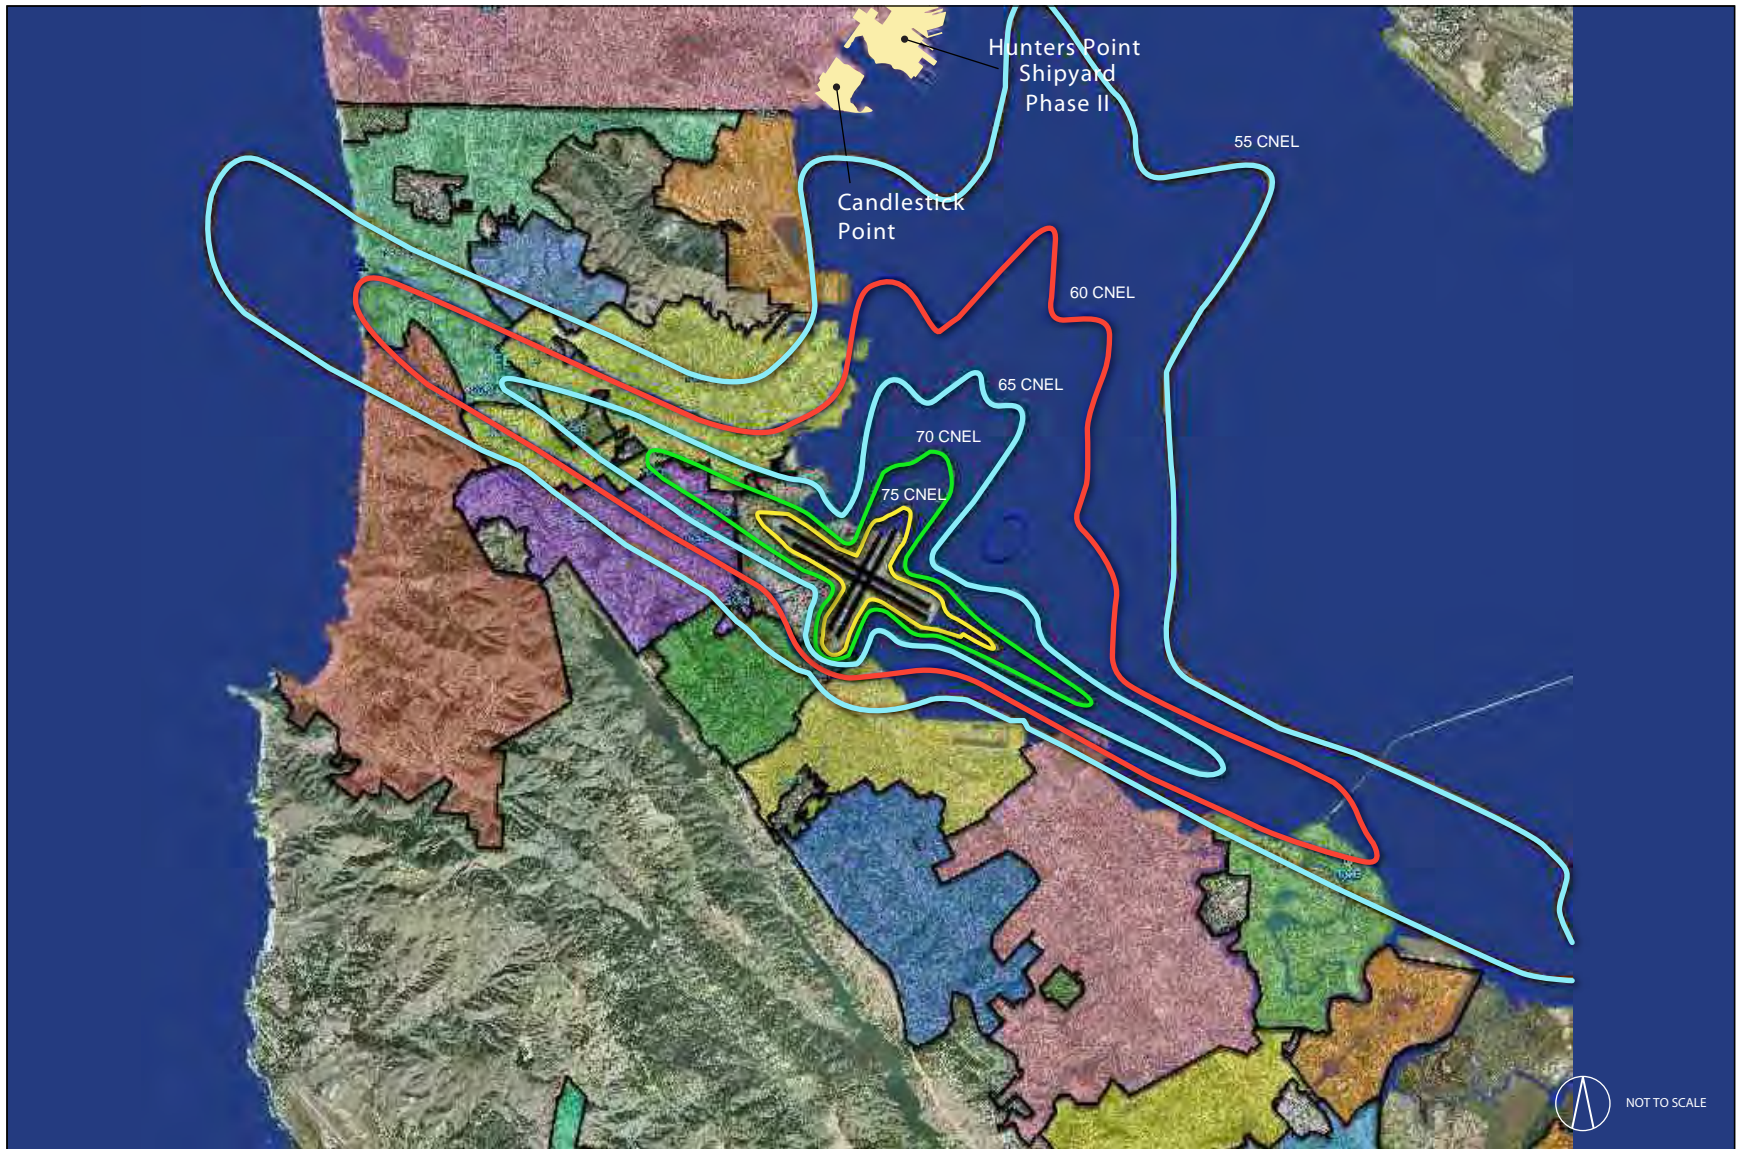 Hunters Point
Shipyard
Phase II
55 CNEL
Candlestick
Point
60 CNEL
65 CNEL
70 CNEL
75 CNEL
NOT TO SCALE